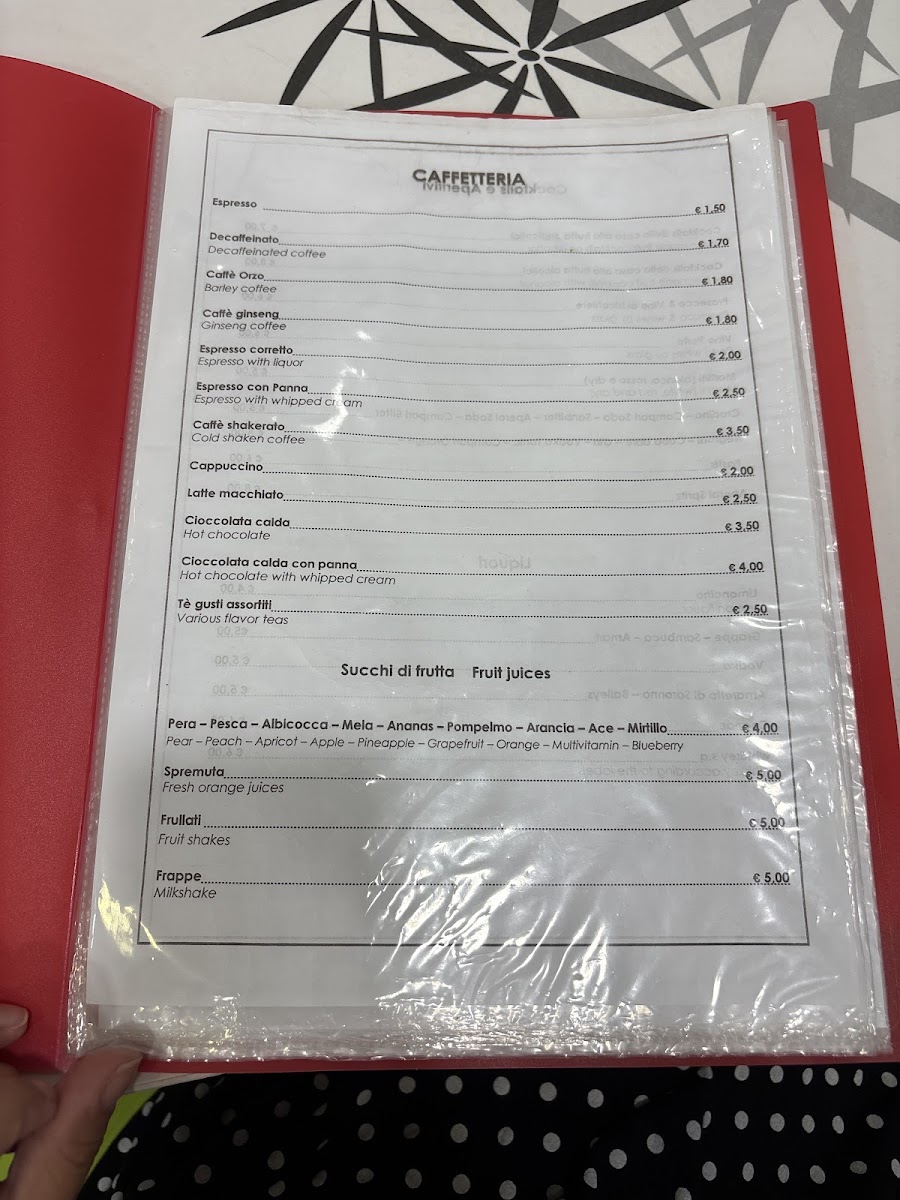 CAFFETTERIA
Espresso € 1,50
Decaffeinato € 1,70
Decaffeinated coffee
Caffè Orzo € 1,80
Barley coffee
Caffè ginseng € 1,80
Ginseng coffee
Espresso corretto € 2,00
Espresso with liquor
Espresso con Panna € 2,50
Espresso with whipped cream
Caffè shakerato € 3,50
Cold shaken coffee
Cappuccino € 2,00
Latte macchiato € 2,50
Cioccolata calda € 3,50
Hot chocolate
Cioccolata calda con panna € 4,00
Hot chocolate with whipped cream
Tè gusti assortiti € 2,50
Various flavor teas
Succhi di frutta Fruit juices
Pera – Pesca – Albicocca – Mela – Ananas – Pompelmo – Arancia – Ace – Mirtillo € 4,00
Pear – Peach – Apricot – Apple – Pineapple – Grapefruit – Orange – Multivitamin – Blueberry
Spremuta € 5,00
Fresh orange juices
Frullati € 5,00
Fruit shakes
Frappe € 5,00
Milkshake